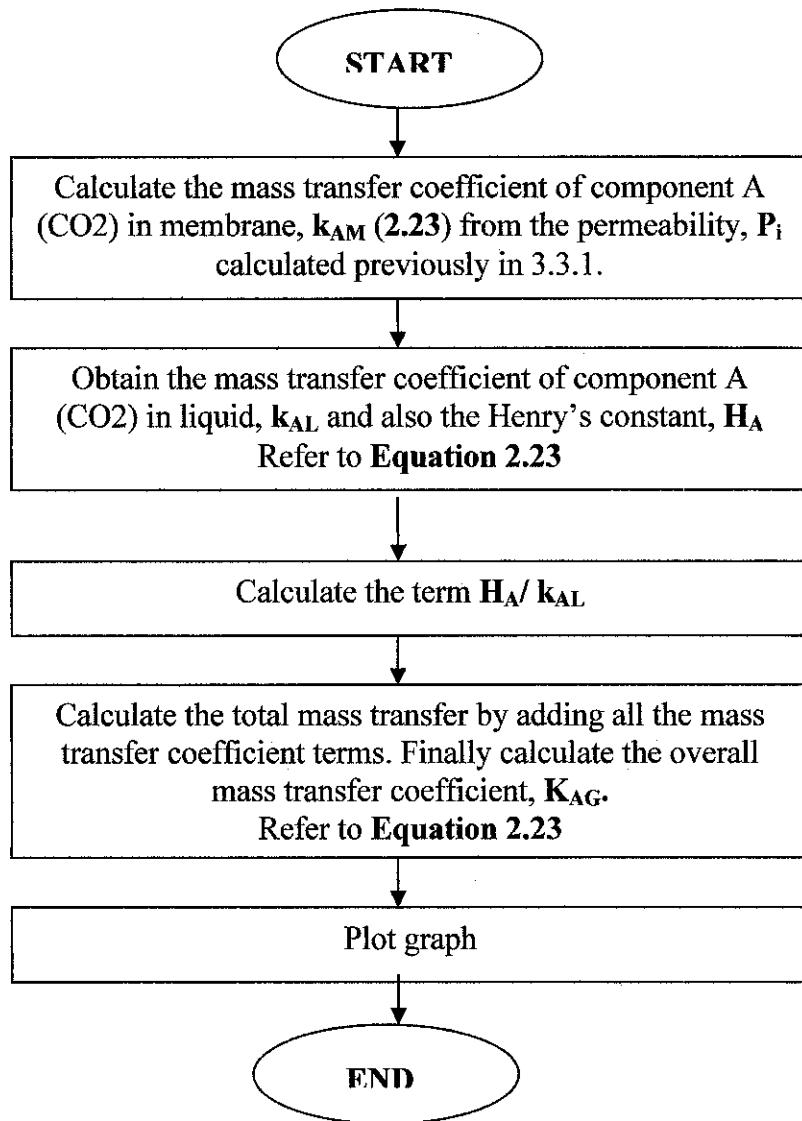 START
Calculate the mass transfer coefficient of component A
(CO2) in membrane, kAM (2.23) from the permeability, Pi
calculated previously in 3.3.1.
Obtain the mass transfer coefficient of component A
(CO2) in liquid, kAL and also the Henry's constant, HA
Refer to Equation 2.23
Calculate the term HA/ kAL
Calculate the total mass transfer by adding all the mass
transfer coefficient terms. Finally calculate the overall
mass transfer coefficient, KAG.
Refer to Equation 2.23
Plot graph
END